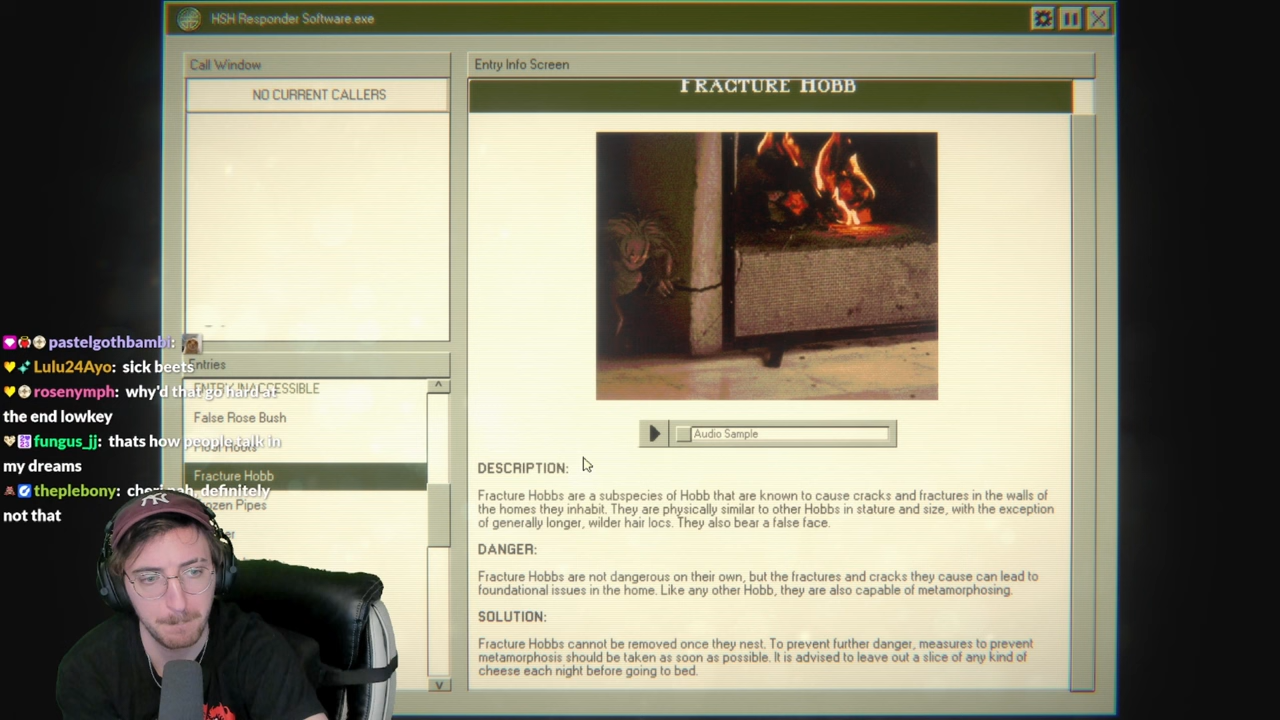 HSH Responder Software.exe
Call Window
NO CURRENT CALLERS
Entry Info Screen
FRACTURE HOBB
Audio Sample
DESCRIPTION:
Fracture Hobbs are a subspecies of Hobb that are known to cause cracks and fractures in the walls of
the homes they inhabit. They are physically similar to other Hobbs in stature and size, with the exception
of generally longer, wilder hair locs. They also bear a false face.
DANGER:
Fracture Hobbs are not dangerous on their own, but the fractures and cracks they cause can lead to
foundational issues in the home. Like any other Hobb, they are also capable of metamorphosing.
SOLUTION:
Fracture Hobbs cannot be removed once they nest. To prevent further danger, measures to prevent
metamorphosis should be taken as soon as possible. It is advised to leave out a slice of any kind of
cheese each night before going to bed.
Entries
ENTRY INACCESSIBLE
False Rose Bush
Fracture Hobb
Frozen Pipes
pastelgothbambi:
Lulu24Ayo: sick beets
rosenymph: why'd that go hard at
the end lowkey
fungus_jj: thats how people talk in
my dreams
theplebony: cheri nah, definitely
not that